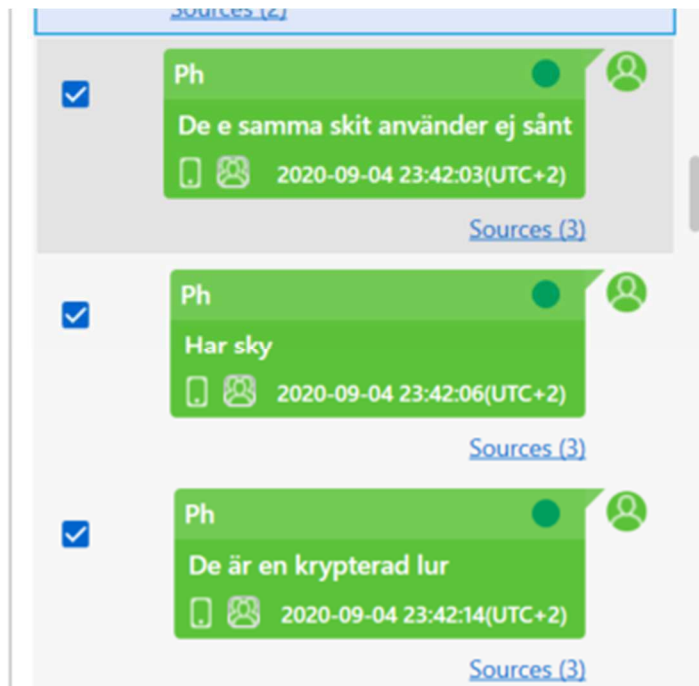 Sources (2)
Ph
De e samma skit använder ej sånt
2020-09-04 23:42:03(UTC+2)
Sources (3)
Ph
Har sky
2020-09-04 23:42:06(UTC+2)
Sources (3)
Ph
De är en krypterad lur
2020-09-04 23:42:14(UTC+2)
Sources (3)